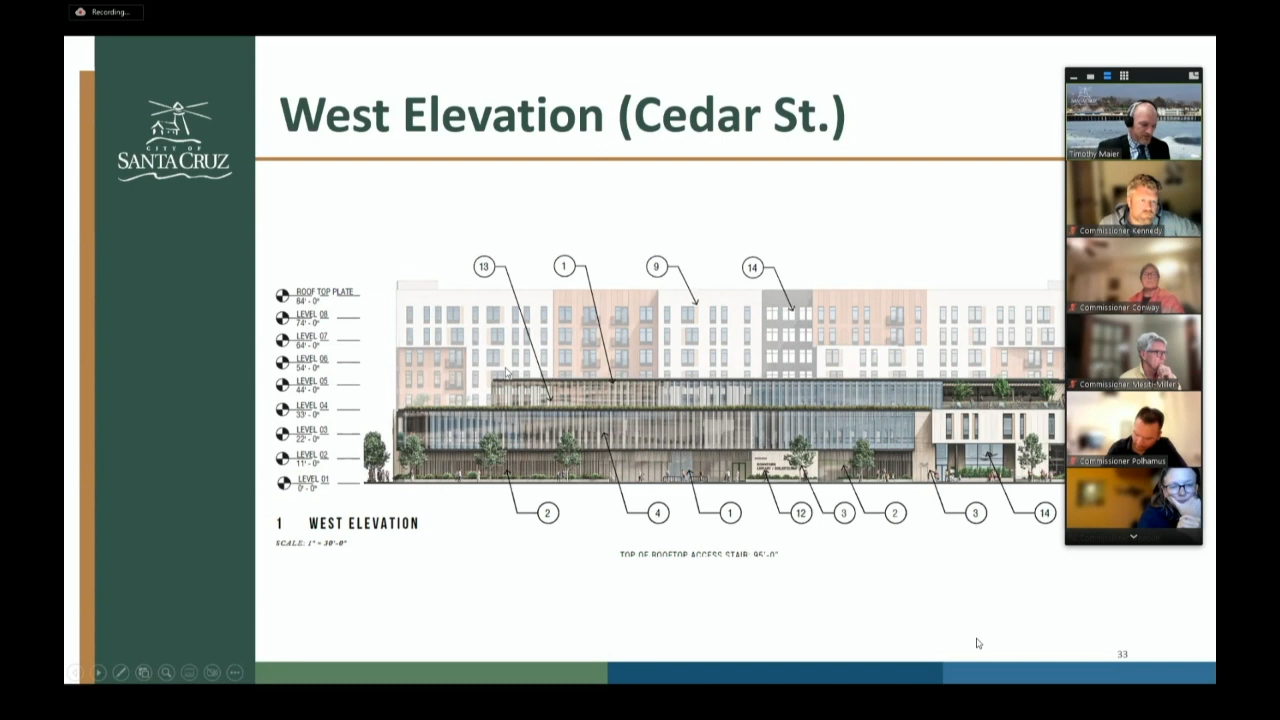 Recording...
CITY OF
SANTA CRUZ
West Elevation (Cedar St.)
13
1
9
14
ROOF TOP PLATE
84' - 0"
LEVEL 08
74' - 0"
LEVEL 07
64' - 0"
LEVEL 06
54' - 0"
LEVEL 05
44' - 0"
LEVEL 04
33' - 0"
LEVEL 03
22' - 0"
LEVEL 02
11' - 0"
LEVEL 01
0' - 0"
2
4
1
12
3
2
3
14
1 WEST ELEVATION
SCALE: 1" = 30'-0"
TOP OF ROOFTOP ACCESS STAIR: 95'-0"
33
Timothy Maier
Commissioner Kennedy
Commissioner Conway
Commissioner Mesiti-Miller
Commissioner Polhamus